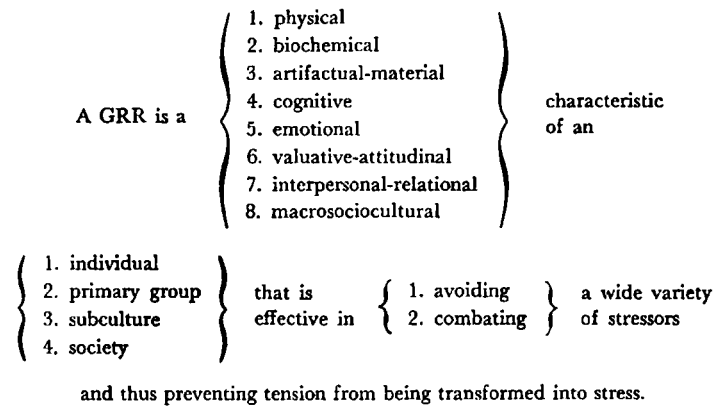 A GRR is a
1. physical
2. biochemical
3. artifactual-material
4. cognitive
5. emotional
6. valuative-attitudinal
7. interpersonal-relational
8. macrosociocultural
characteristic
of an
1. individual
2. primary group
3. subculture
4. society
that is
effective in
1. avoiding
2. combating
a wide variety
of stressors
and thus preventing tension from being transformed into stress.